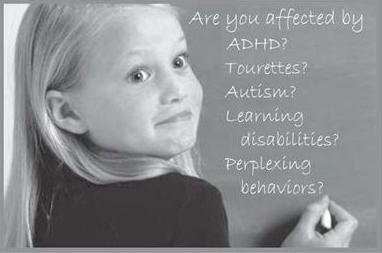 Are you affected by
ADHD?
Tourettes?
Autism?
Learning
disabilities?
Perplexing
behaviors?